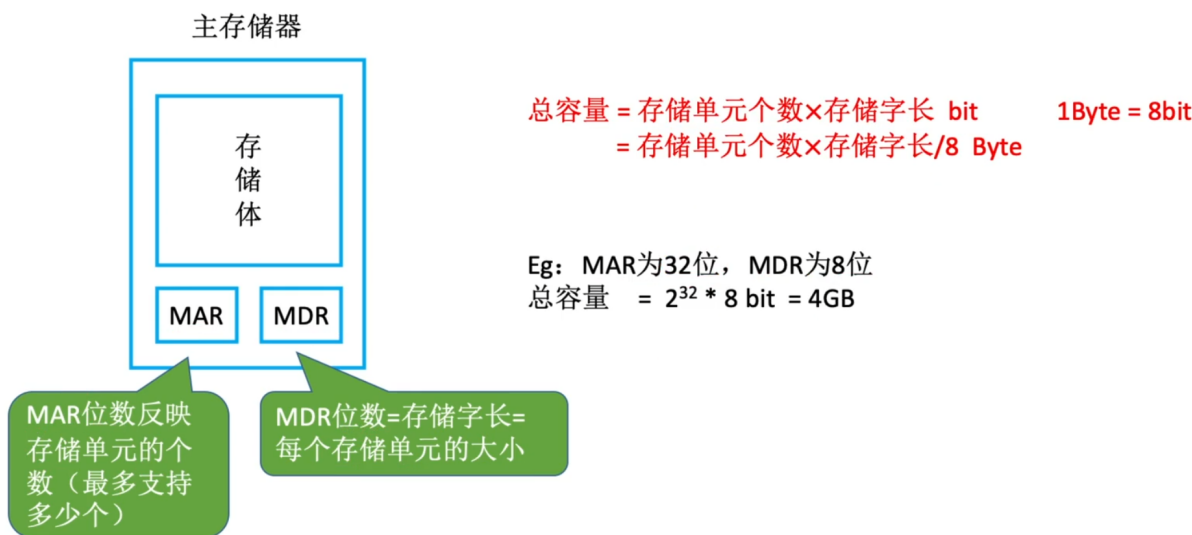 主存储器
存
储
体
MAR
MDR
MAR位数反映
存储单元的个
数（最多支持
多少个）
MDR位数=存储字长=
每个存储单元的大小
总容量 = 存储单元个数×存储字长 bit 1Byte = 8bit
= 存储单元个数×存储字长/8 Byte
Eg：MAR为32位，MDR为8位
总容量 = 2³² * 8 bit = 4GB